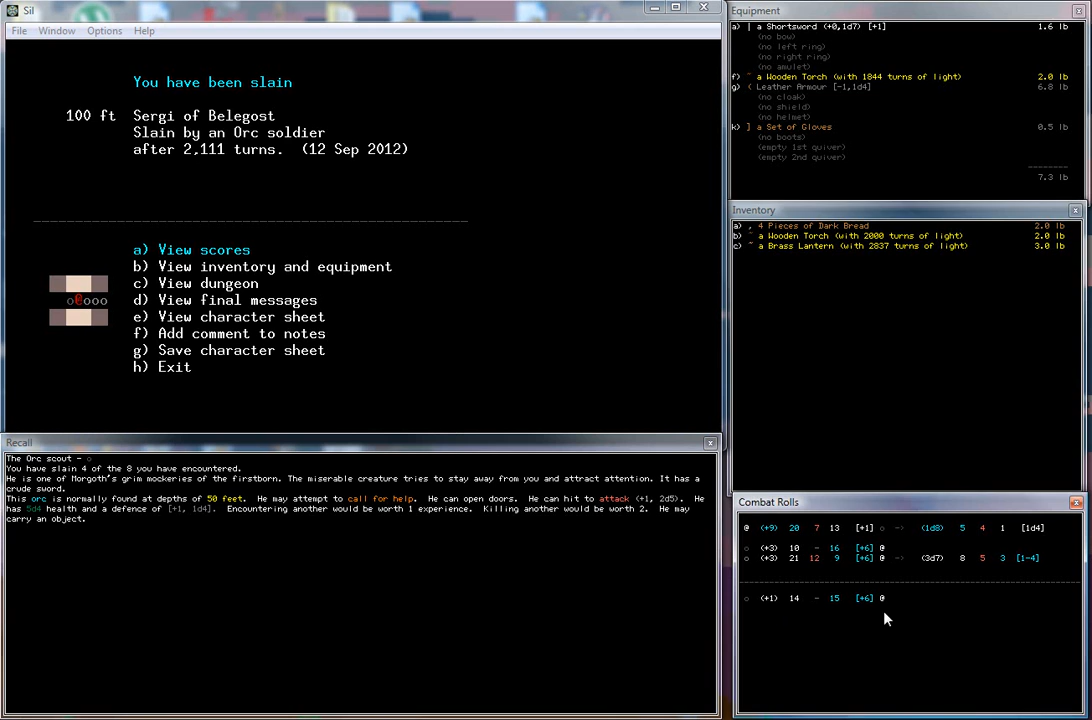 Sil
File Window Options Help
You have been slain
100 ft Sergi of Belegost
Slain by an Orc soldier
after 2,111 turns. (12 Sep 2012)
a) View scores
b) View inventory and equipment
c) View dungeon
o@ooo d) View final messages
e) View character sheet
f) Add comment to notes
g) Save character sheet
h) Exit
Recall
The Orc scout - o
You have slain 4 of the 8 you have encountered.
He is one of Morgoth's grim mockeries of the firstborn. The miserable creature tries to stay away from you and attract attention. It has a
crude sword.
This orc is normally found at depths of 50 feet. He may attempt to call for help. He can open doors. He can hit to attack (+1, 2d5). He
has 5d4 health and a defence of [+1, 1d4]. Encountering another would be worth 1 experience. Killing another would be worth 2. He may
carry an object.
Equipment
a) | a Shortsword (+0,1d7) [+1] 1.6 lb
(no bow)
(no left ring)
(no right ring)
(no amulet)
f) ~ a Wooden Torch (with 1844 turns of light) 2.0 lb
g) ( Leather Armour [-1,1d4] 6.8 lb
(no cloak)
(no shield)
(no helmet)
k) ] a Set of Gloves 0.5 lb
(no boots)
(empty 1st quiver)
(empty 2nd quiver)
7.3 lb
Inventory
a) , 4 Pieces of Dark Bread 2.0 lb
b) ~ a Wooden Torch (with 2000 turns of light) 2.0 lb
c) ~ a Brass Lantern (with 2837 turns of light) 3.0 lb
Combat Rolls
@ (+9) 20 7 13 [+1] o -> (1d8) 5 4 1 [1d4]
o (+3) 10 - 16 [+6] @
o (+3) 21 12 9 [+6] @ -> (3d7) 8 5 3 [1-4]
o (+1) 14 - 15 [+6] @